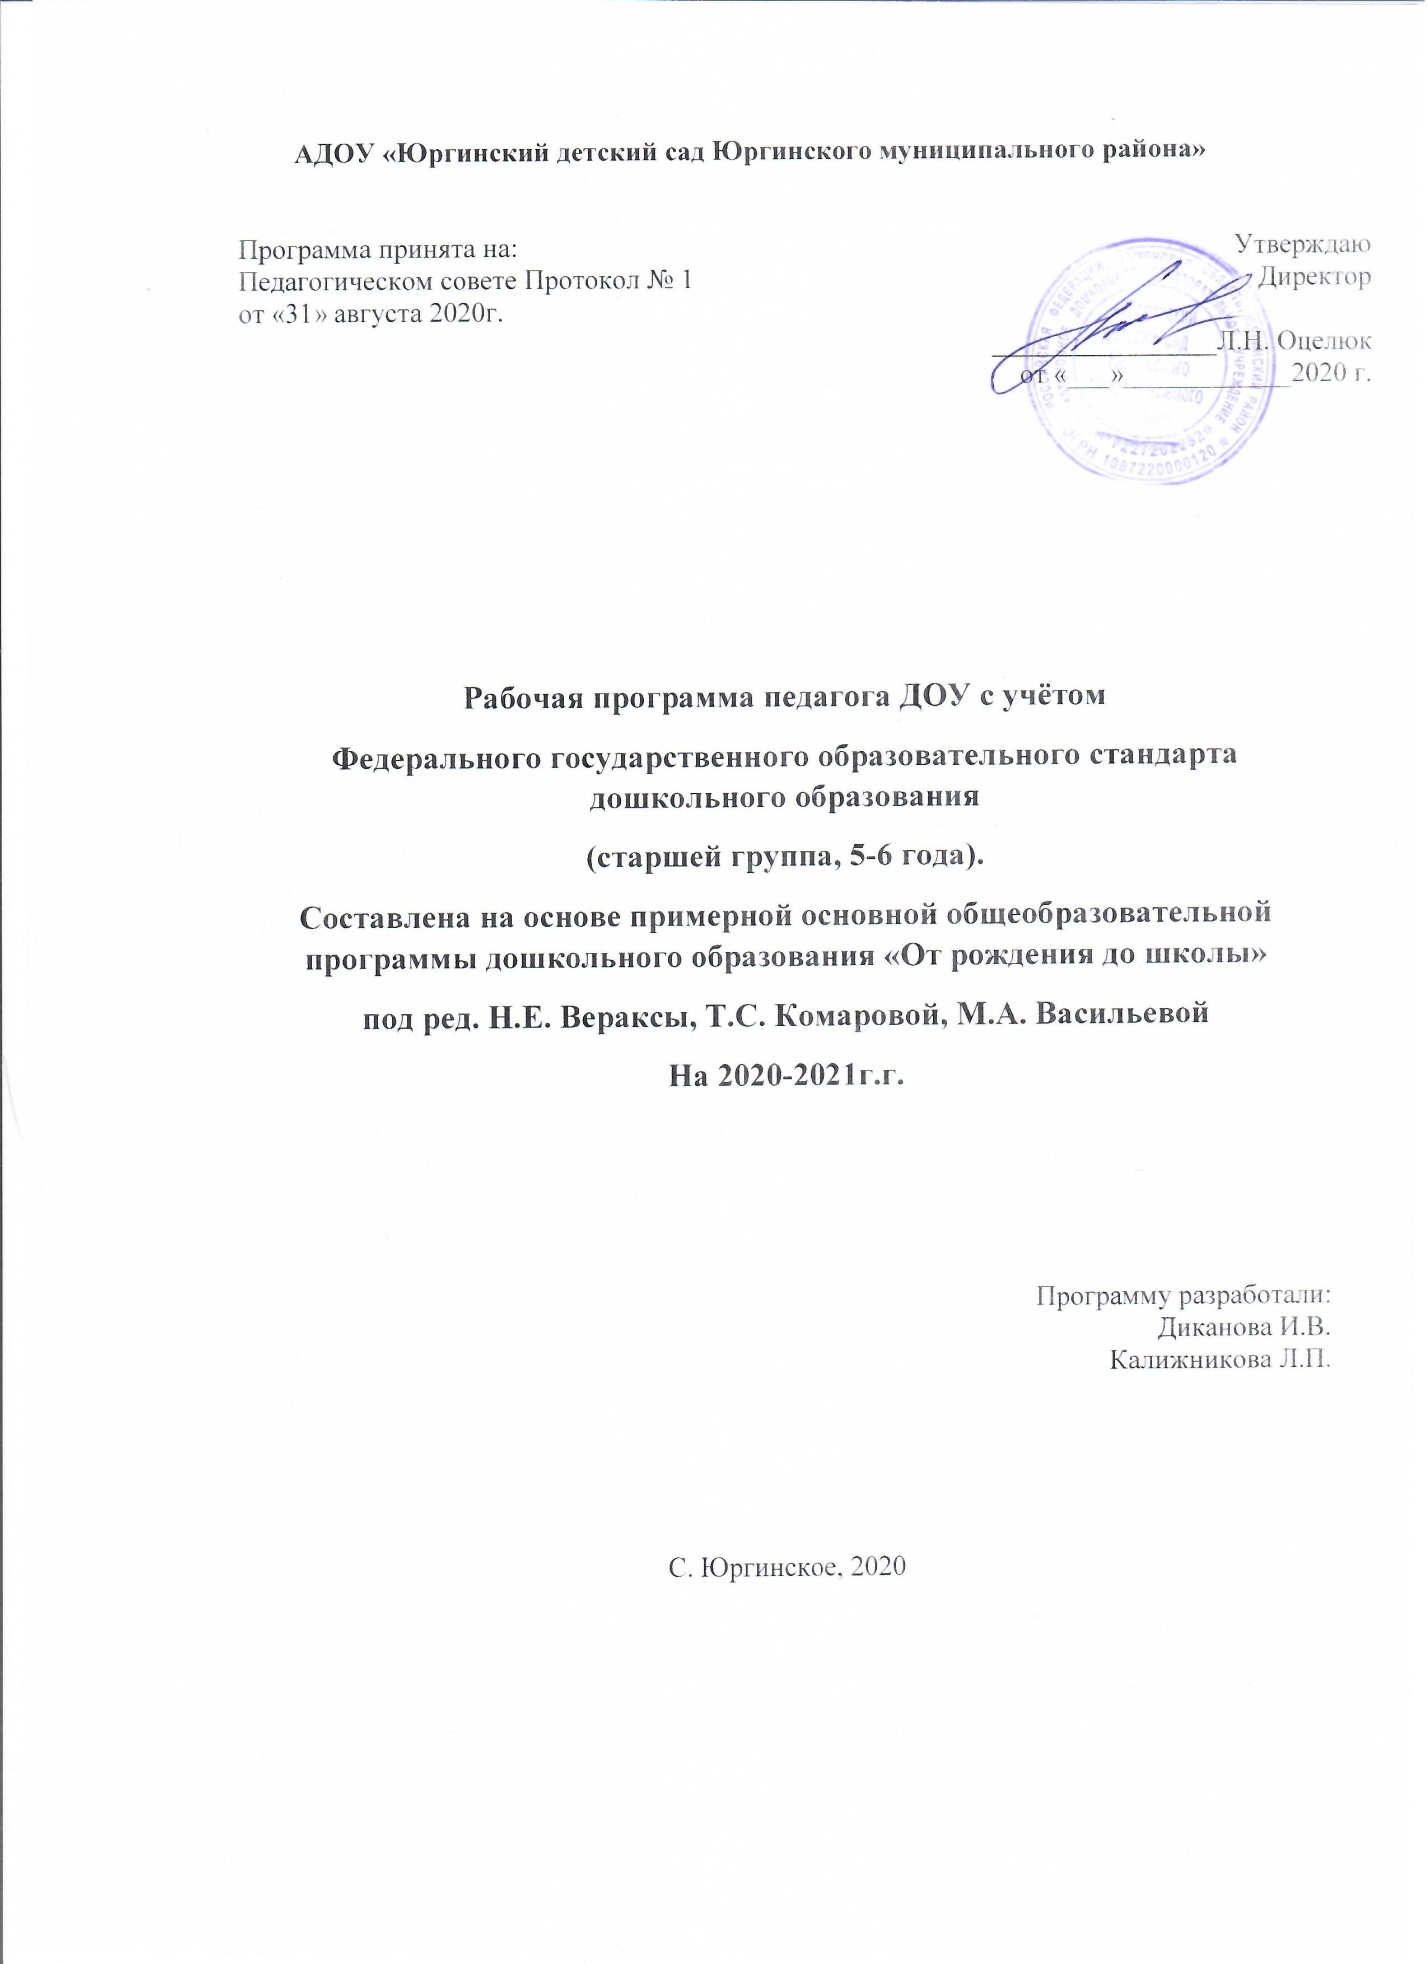 АДОУ «Юргинский детский сад Юргинского муниципального района»
Программа принята на:
Педагогическом совете Протокол № 1
от «31» августа 2020г.
Утверждаю
Директор
________________Л.Н. Оцелюк
от «___»____________2020 г.
ОГРН 1087220000120
Рабочая программа педагога ДОУ с учётом
Федерального государственного образовательного стандарта
дошкольного образования
(старшей группа, 5-6 года).
Составлена на основе примерной основной общеобразовательной
программы дошкольного образования «От рождения до школы»
под ред. Н.Е. Вераксы, Т.С. Комаровой, М.А. Васильевой
На 2020-2021г.г.
Программу разработали:
Диканова И.В.
Калижникова Л.П.
С. Юргинское, 2020